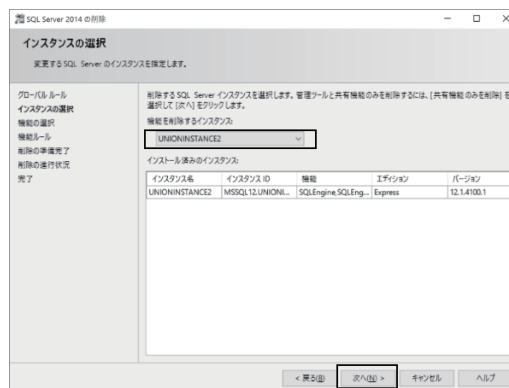 SQL Server 2014 の削除
インスタンスの選択
変更する SQL Server のインスタンスを指定します。
グローバル ルール
インスタンスの選択
機能の選択
機能ルール
削除の準備完了
削除の進行状況
完了
削除する SQL Server インスタンスを選択します。管理ツールと共有機能のみを削除するには、[共有機能のみを削除] を
選択して [次へ] をクリックします。
機能を削除するインスタンス:
UNIONINSTANCE2
インストール済みのインスタンス:
インスタンス名 インスタンス ID 機能 エディション バージョン
UNIONINSTANCE2 MSSQL12.UNIONI... SQLEngine,SQLEng... Express 12.1.4100.1
< 戻る(B) 次へ(N) > キャンセル ヘルプ